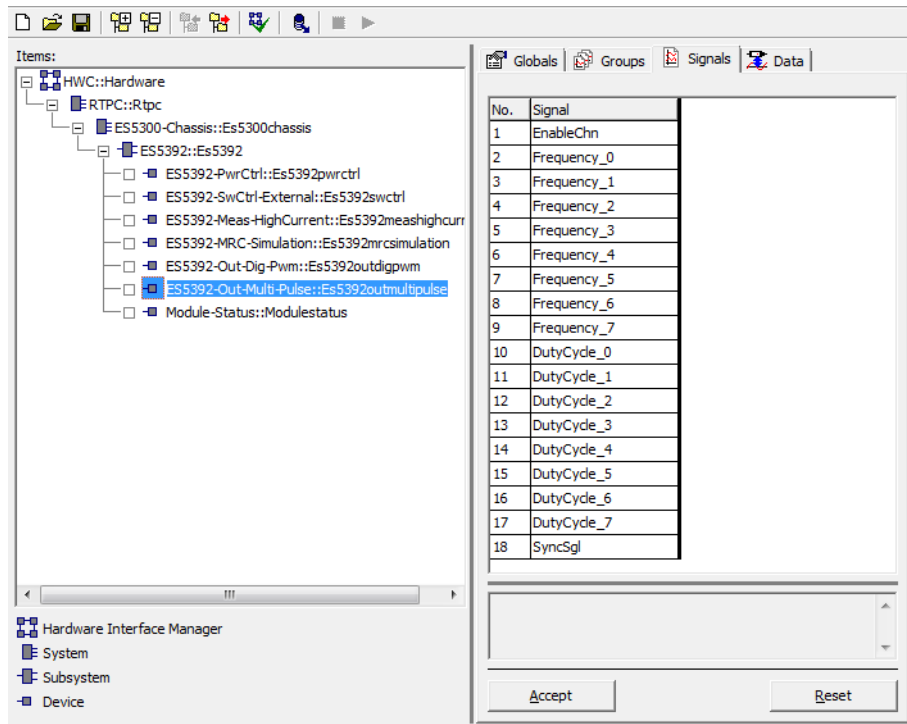 Items:
HWC::Hardware
RTPC::Rtpc
ES5300-Chassis::Es5300chassis
ES5392::Es5392
ES5392-PwrCtrl::Es5392pwrctrl
ES5392-SwCtrl-External::Es5392swctrl
ES5392-Meas-HighCurrent::Es5392meashighcurr
ES5392-MRC-Simulation::Es5392mrcsimulation
ES5392-Out-Dig-Pwm::Es5392outdigpwm
ES5392-Out-Multi-Pulse::Es5392outmultipulse
Module-Status::Modulestatus
Hardware Interface Manager
System
Subsystem
Device
Globals Groups Signals Data
No. Signal
1 EnableChn
2 Frequency_0
3 Frequency_1
4 Frequency_2
5 Frequency_3
6 Frequency_4
7 Frequency_5
8 Frequency_6
9 Frequency_7
10 DutyCycle_0
11 DutyCycle_1
12 DutyCycle_2
13 DutyCycle_3
14 DutyCycle_4
15 DutyCycle_5
16 DutyCycle_6
17 DutyCycle_7
18 SyncSgl
Accept Reset